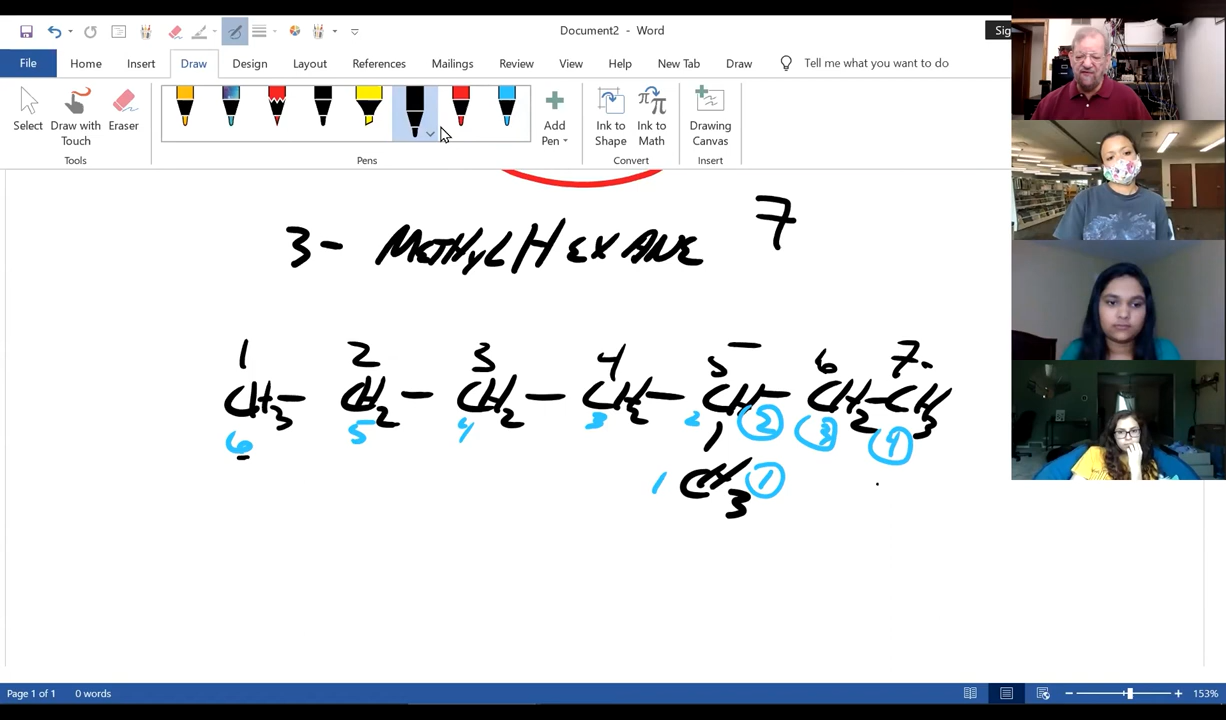 Document2 - Word
File Home Insert Draw Design Layout References Mailings Review View Help New Tab Draw Tell me what you want to do
Select
Draw with Touch
Eraser
Add Pen
Ink to Shape
Ink to Math
Drawing Canvas
Tools Pens Convert Insert
3- METHYLHEXANE 7
1 2 3 4 5 6 7
CH3 - CH2 - CH2 - CH2 - CH - CH2 - CH3
6 5 4 3 2 2 3 4
1 CH3 1
Page 1 of 1 0 words 153%